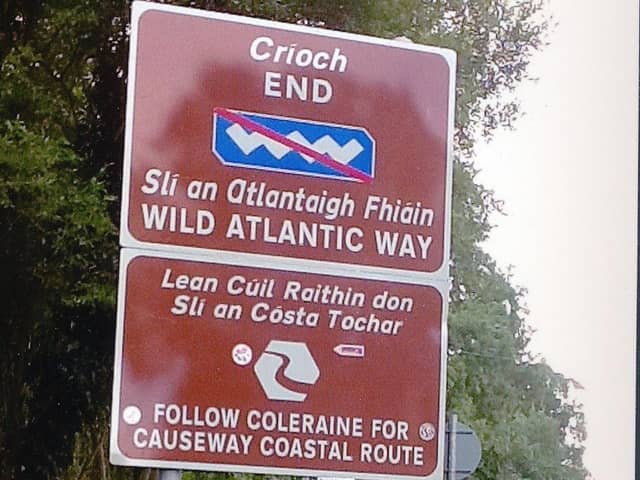 Críoch
END
Slí an Atlantaigh Fhiáin
WILD ATLANTIC WAY
Lean Cúil Raithin don
Slí an Cósta Tochar
FOLLOW COLERAINE FOR
CAUSEWAY COASTAL ROUTE